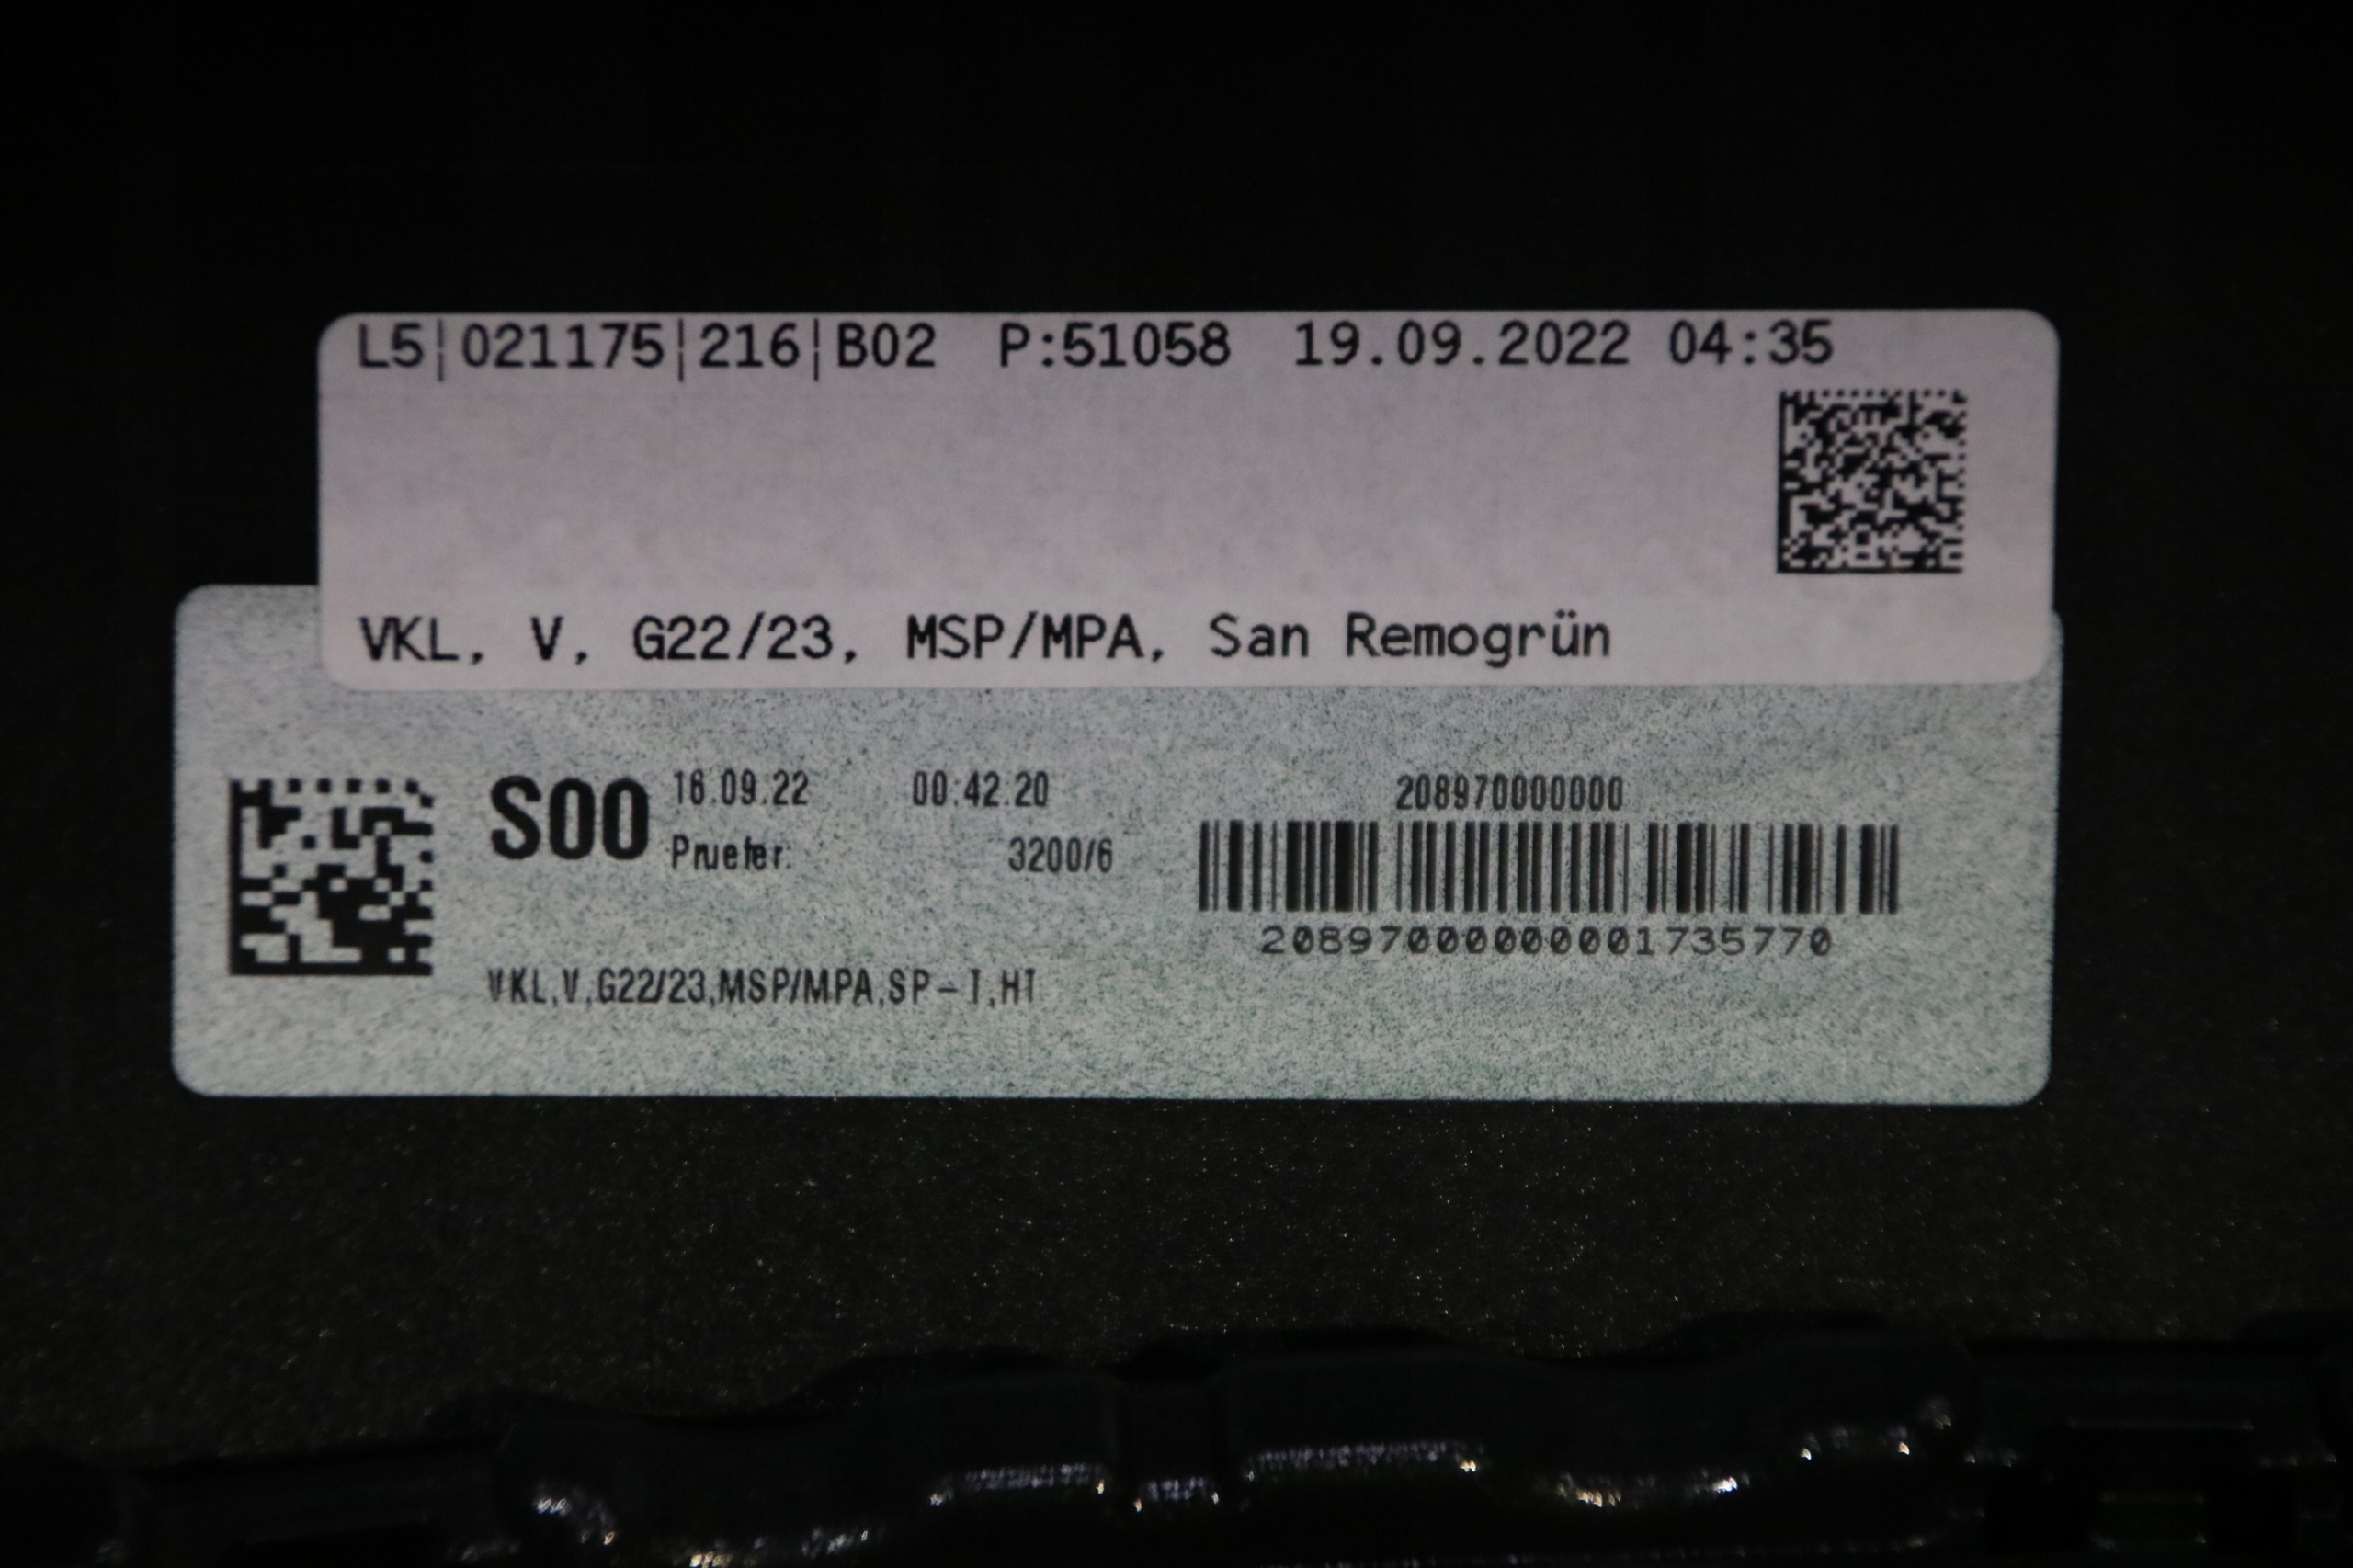 L5|021175|216|B02 P:51058 19.09.2022 04:35
VKL, V, G22/23, MSP/MPA, San Remogrün
S00 16.09.22 00:42.20
Pruefer: 3200/6
208970000000
2089700000000001735770
VKL,V,G22/23,MSP/MPA,SP-T,HT